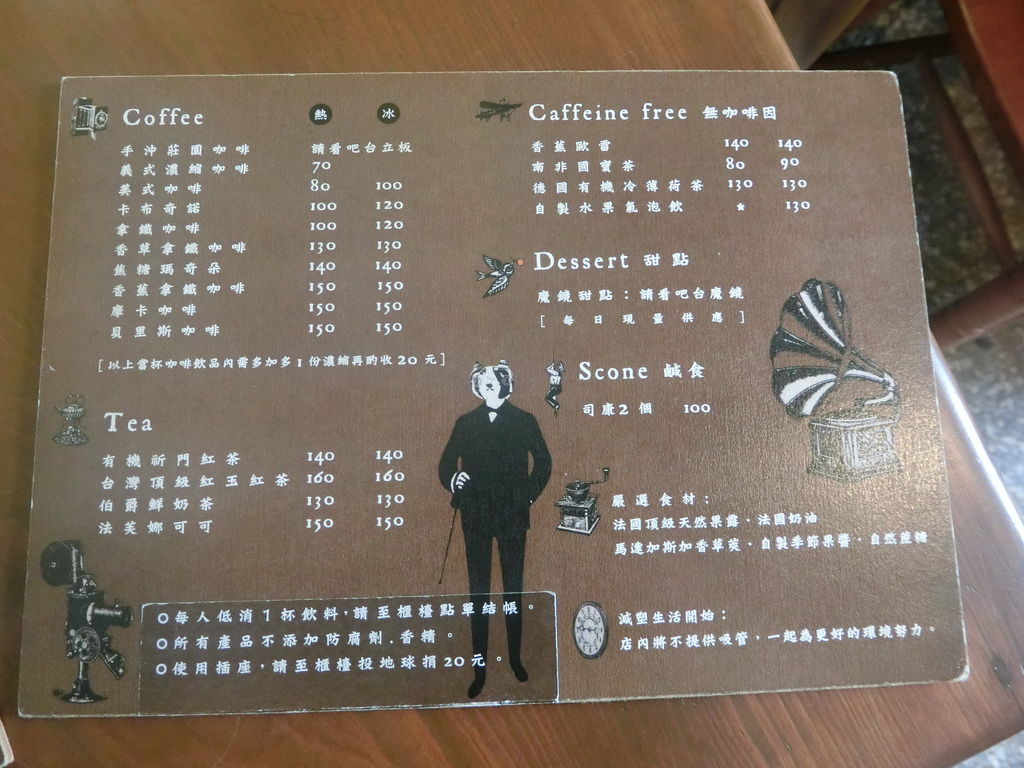 Coffee 熱 冰
手沖莊園咖啡 請看吧台立板
義式濃縮咖啡 70
美式咖啡 80 100
卡布奇諾 100 120
拿鐵咖啡 100 120
香草拿鐵咖啡 130 130
焦糖瑪奇朵 140 140
香蕉拿鐵咖啡 150 150
摩卡咖啡 150 150
貝里斯咖啡 150 150
[以上當杯咖啡飲品內需多加多1份濃縮再酌收20元]
Tea
有機祈門紅茶 140 140
台灣頂級紅玉紅茶 160 160
伯爵鮮奶茶 130 130
法芙娜可可 150 150
每人低消1杯飲料,請至櫃檯點單結帳。
所有產品不添加防腐劑.香精。
使用插座,請至櫃檯投地球捐20元。
Caffeine free 無咖啡因
香蕉歐蕾 140 140
南非國寶茶 80 90
德國有機冷薄荷茶 130 130
自製水果氣泡飲 * 130
Dessert 甜點
魔鏡甜點:請看吧台魔鏡
[每日現量供應]
Scone 鹹食
司康2個 100
嚴選食材:
法國頂級天然果露.法國奶油
馬達加斯加香草莢.自製季節果醬.自然蔗糖
減塑生活開始:
店內將不提供吸管,一起為更好的環境努力。